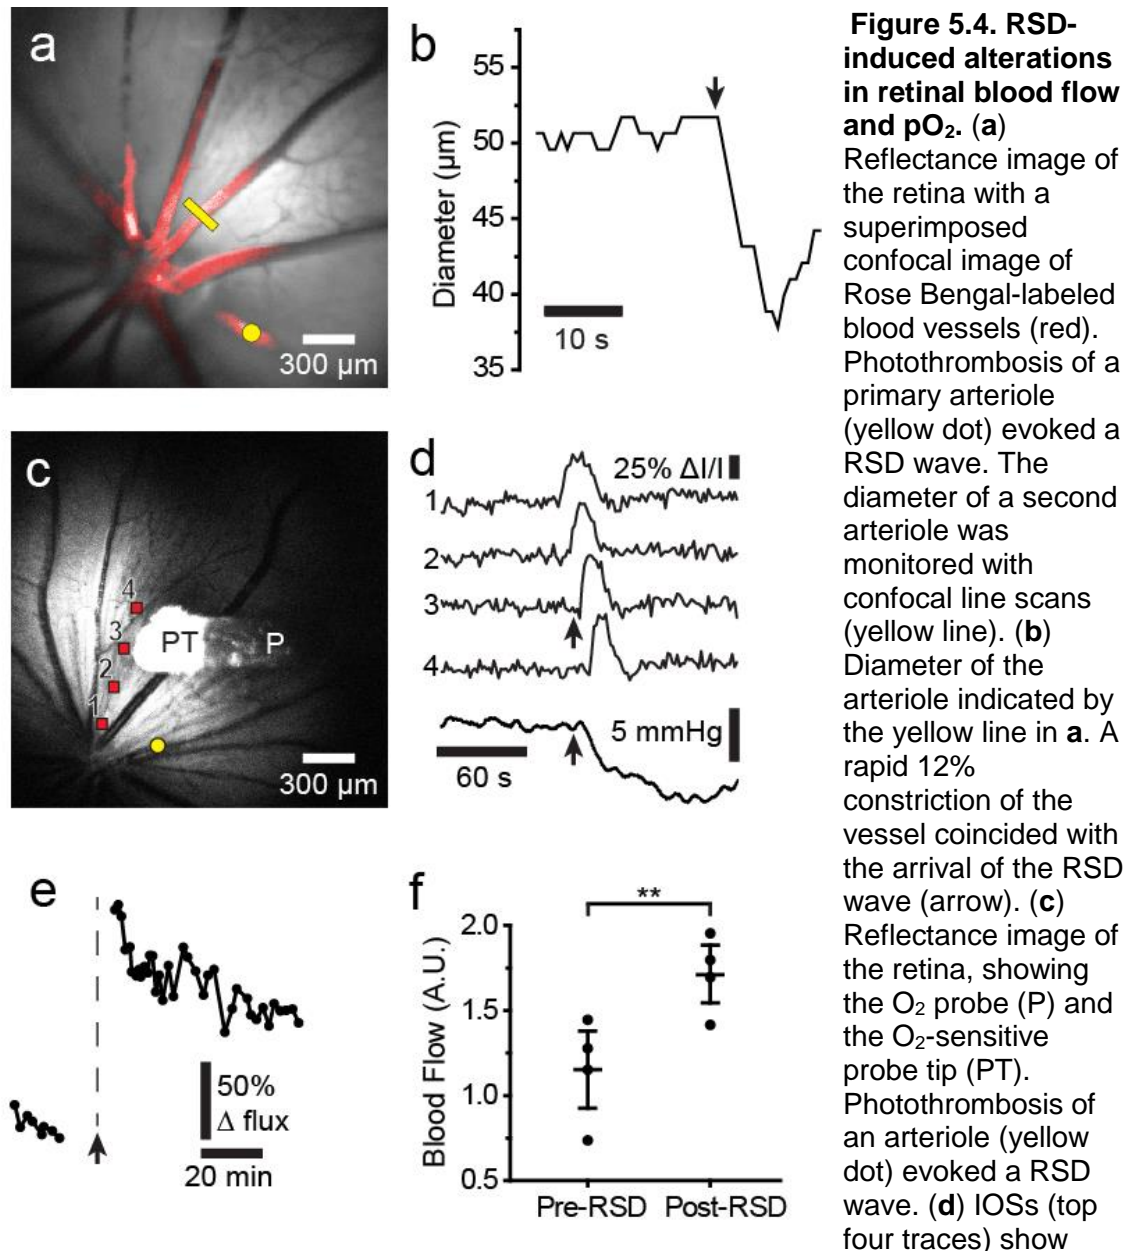 a
300 µm
b
Diameter (µm)
55
50
45
40
35
10 s
c
4
3
2
1
PT
P
300 µm
d
25% ΔI/I
1
2
3
4
5 mmHg
60 s
e
50%
Δ flux
20 min
f
**
Blood Flow (A.U.)
2.0
1.5
1.0
0.5
Pre-RSD Post-RSD
Figure 5.4. RSD-
induced alterations
in retinal blood flow
and pO₂. (a)
Reflectance image of
the retina with a
superimposed
confocal image of
Rose Bengal-labeled
blood vessels (red).
Photothrombosis of a
primary arteriole
(yellow dot) evoked a
RSD wave. The
diameter of a second
arteriole was
monitored with
confocal line scans
(yellow line). (b)
Diameter of the
arteriole indicated by
the yellow line in a. A
rapid 12%
constriction of the
vessel coincided with
the arrival of the RSD
wave (arrow). (c)
Reflectance image of
the retina, showing
the O₂ probe (P) and
the O₂-sensitive
probe tip (PT).
Photothrombosis of
an arteriole (yellow
dot) evoked a RSD
wave. (d) IOSs (top
four traces) show